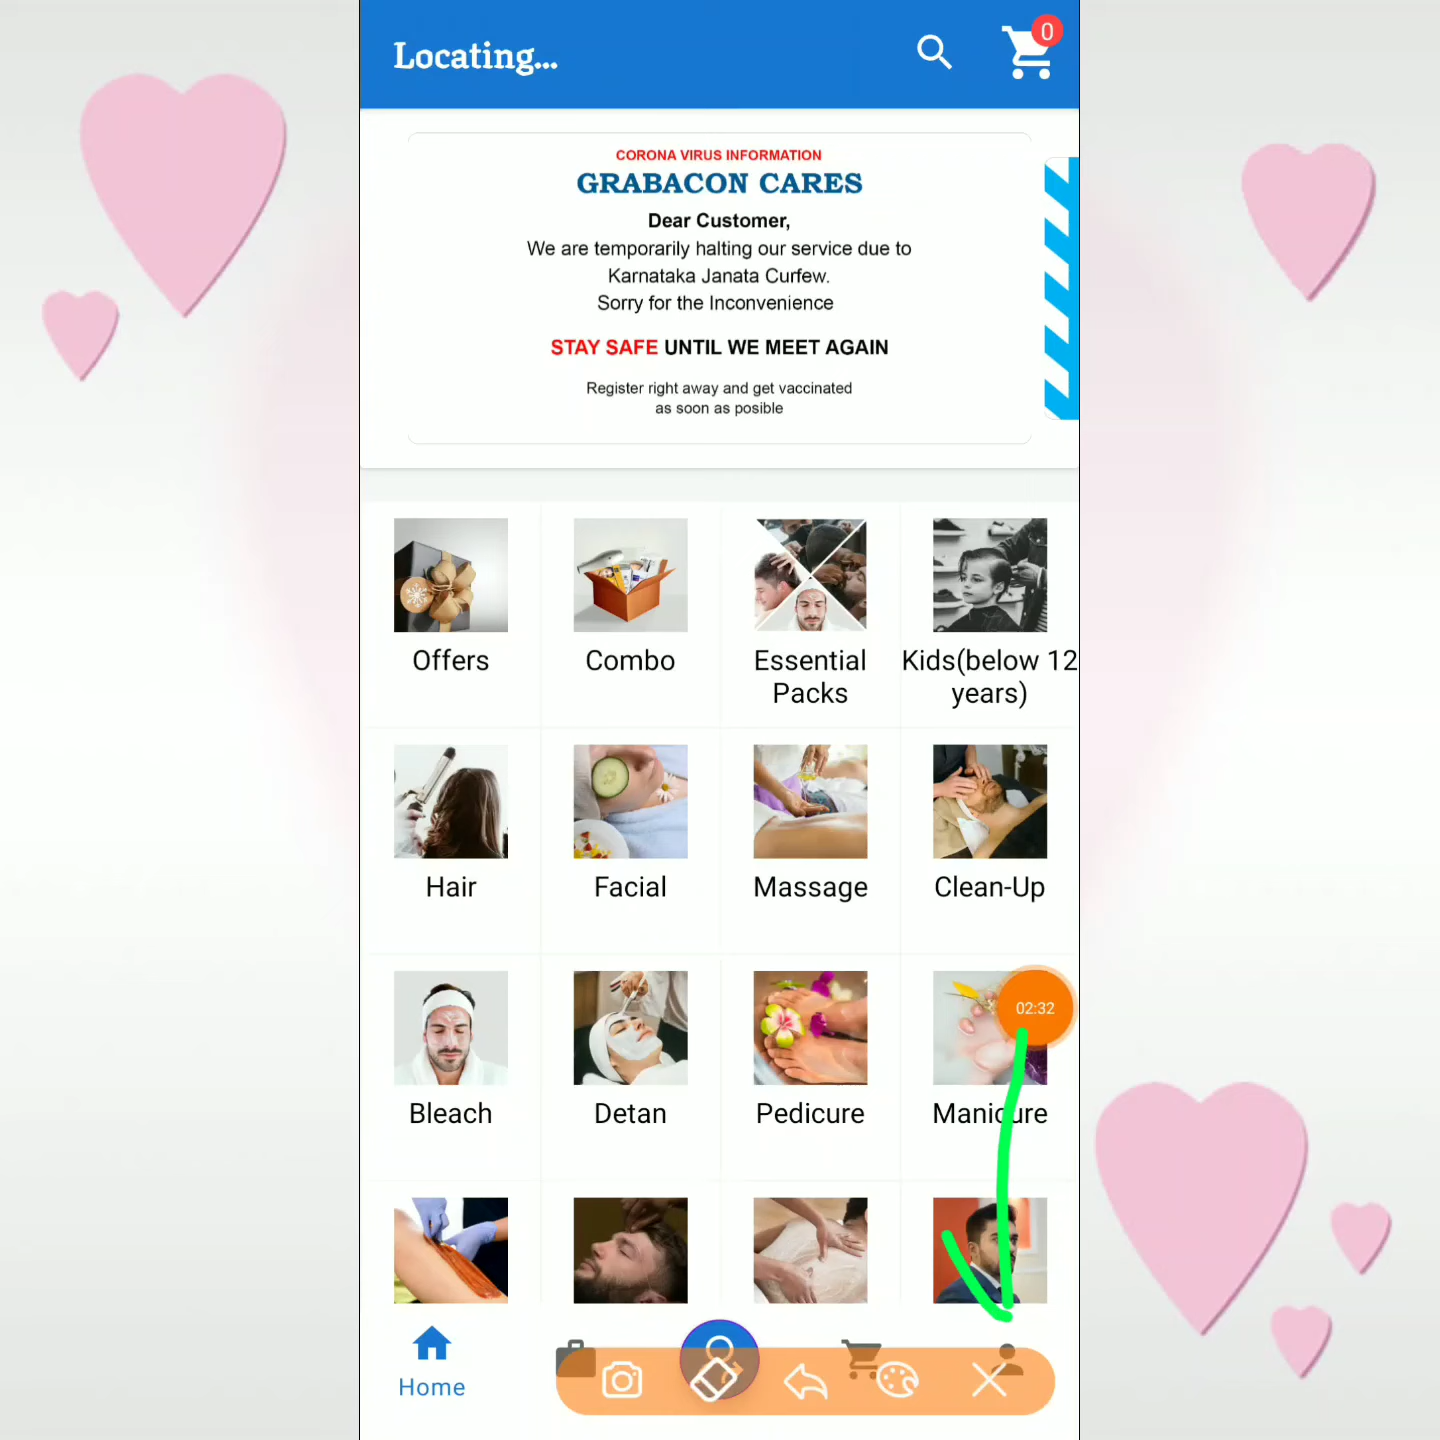 Locating...
0
CORONA VIRUS INFORMATION
GRABACON CARES
Dear Customer,
We are temporarily halting our service due to
Karnataka Janata Curfew.
Sorry for the Inconvenience
STAY SAFE UNTIL WE MEET AGAIN
Register right away and get vaccinated
as soon as posible
Offers
Combo
Essential
Packs
Kids(below 12
years)
Hair
Facial
Massage
Clean-Up
02:32
Bleach
Detan
Pedicure
Manicure
Home